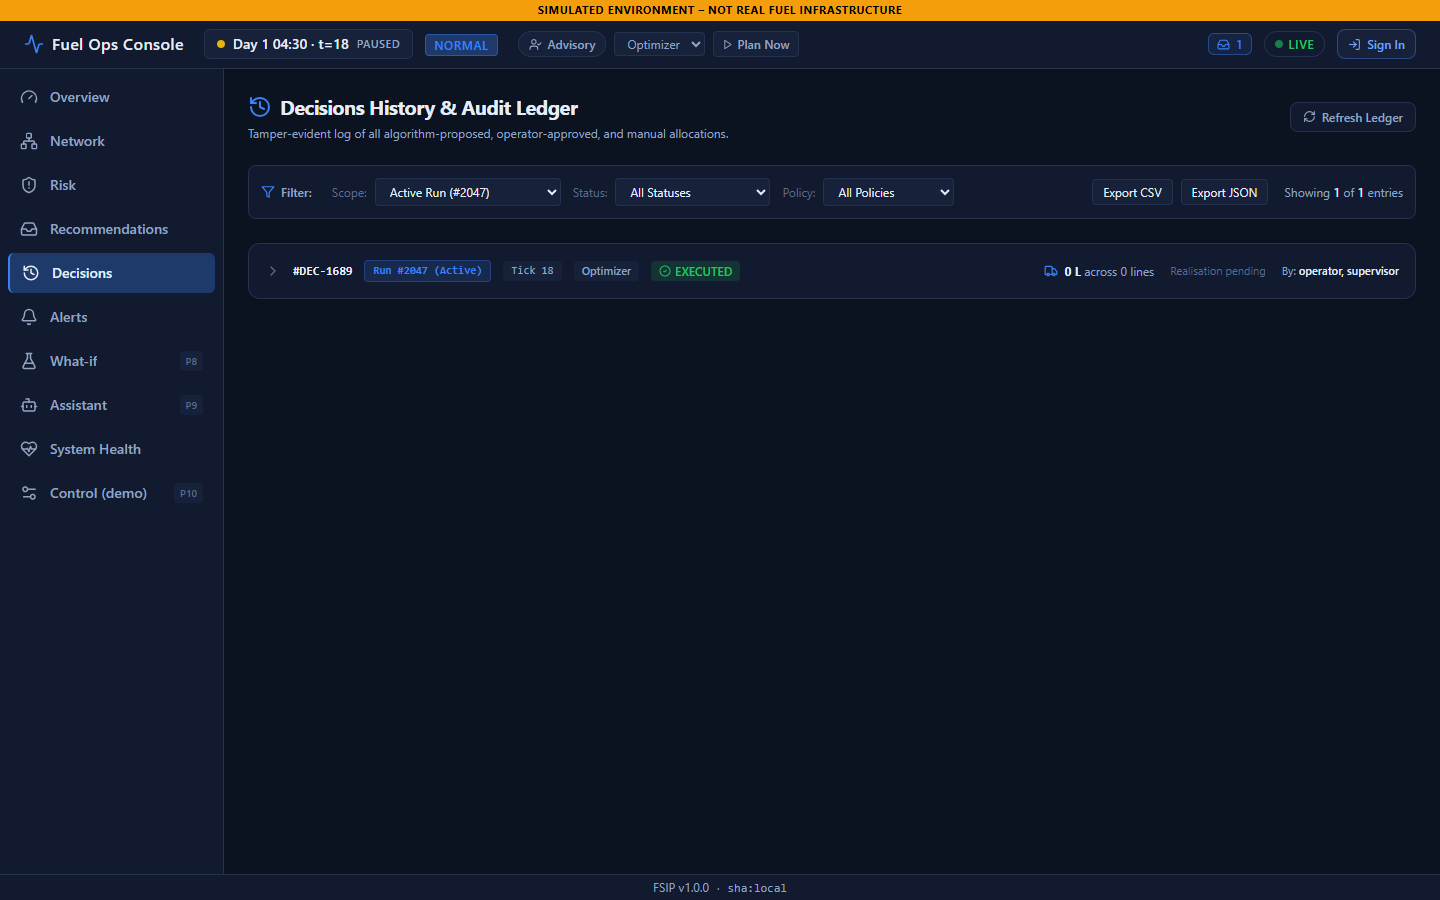 SIMULATED ENVIRONMENT – NOT REAL FUEL INFRASTRUCTURE
Fuel Ops Console
Day 1 04:30 · t=18 PAUSED
NORMAL
Advisory
Optimizer
Plan Now
1
LIVE
Sign In
Overview
Network
Risk
Recommendations
Decisions
Alerts
What-if P8
Assistant P9
System Health
Control (demo) P10
Decisions History & Audit Ledger
Tamper-evident log of all algorithm-proposed, operator-approved, and manual allocations.
Refresh Ledger
Filter: Scope: Active Run (#2047) Status: All Statuses Policy: All Policies Export CSV Export JSON Showing 1 of 1 entries
#DEC-1689 Run #2047 (Active) Tick 18 Optimizer EXECUTED 0 L across 0 lines Realisation pending By: operator, supervisor
FSIP v1.0.0 · sha:local